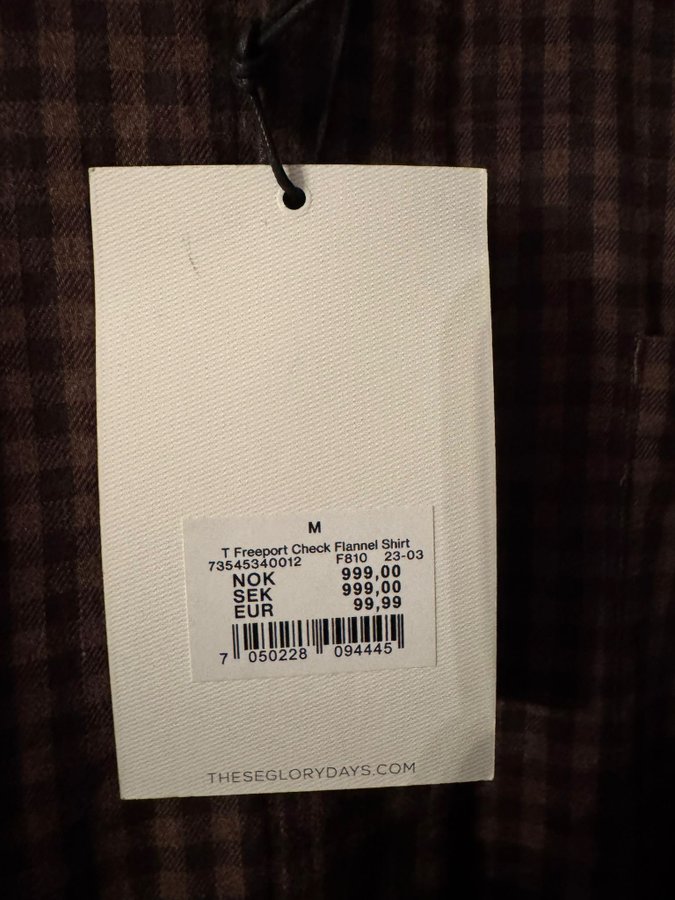 M
T Freeport Check Flannel Shirt
73545340012 F810 23-03
NOK 999,00
SEK 999,00
EUR 99,99
7 050228 094445
THESEGLORYDAYS.COM